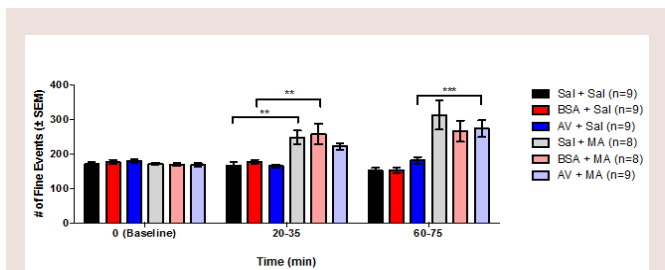 400
300
200
100
0
# of Fine Events (± SEM)
**
**
***
0 (Baseline)
20-35
60-75
Time (min)
Sal + Sal (n=9)
BSA + Sal (n=9)
AV + Sal (n=9)
Sal + MA (n=8)
BSA + MA (n=8)
AV + MA (n=9)